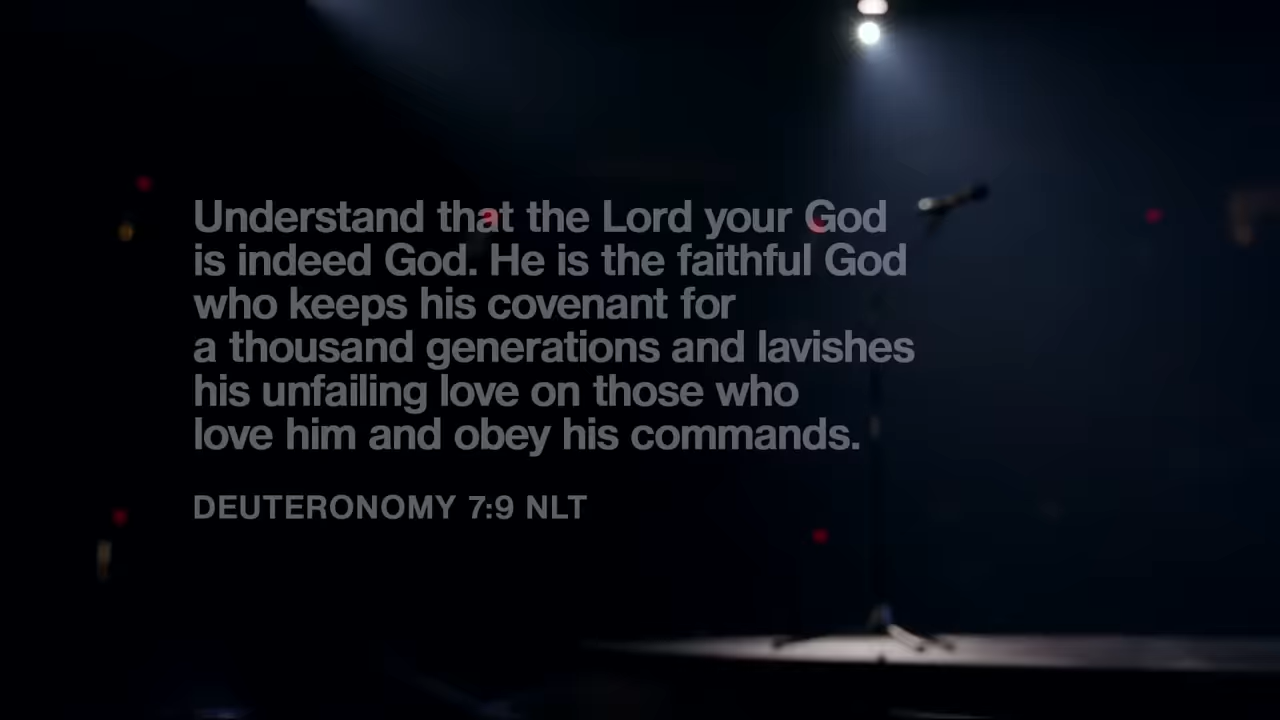 Understand that the Lord your God
is indeed God. He is the faithful God
who keeps his covenant for
a thousand generations and lavishes
his unfailing love on those who
love him and obey his commands.
DEUTERONOMY 7:9 NLT